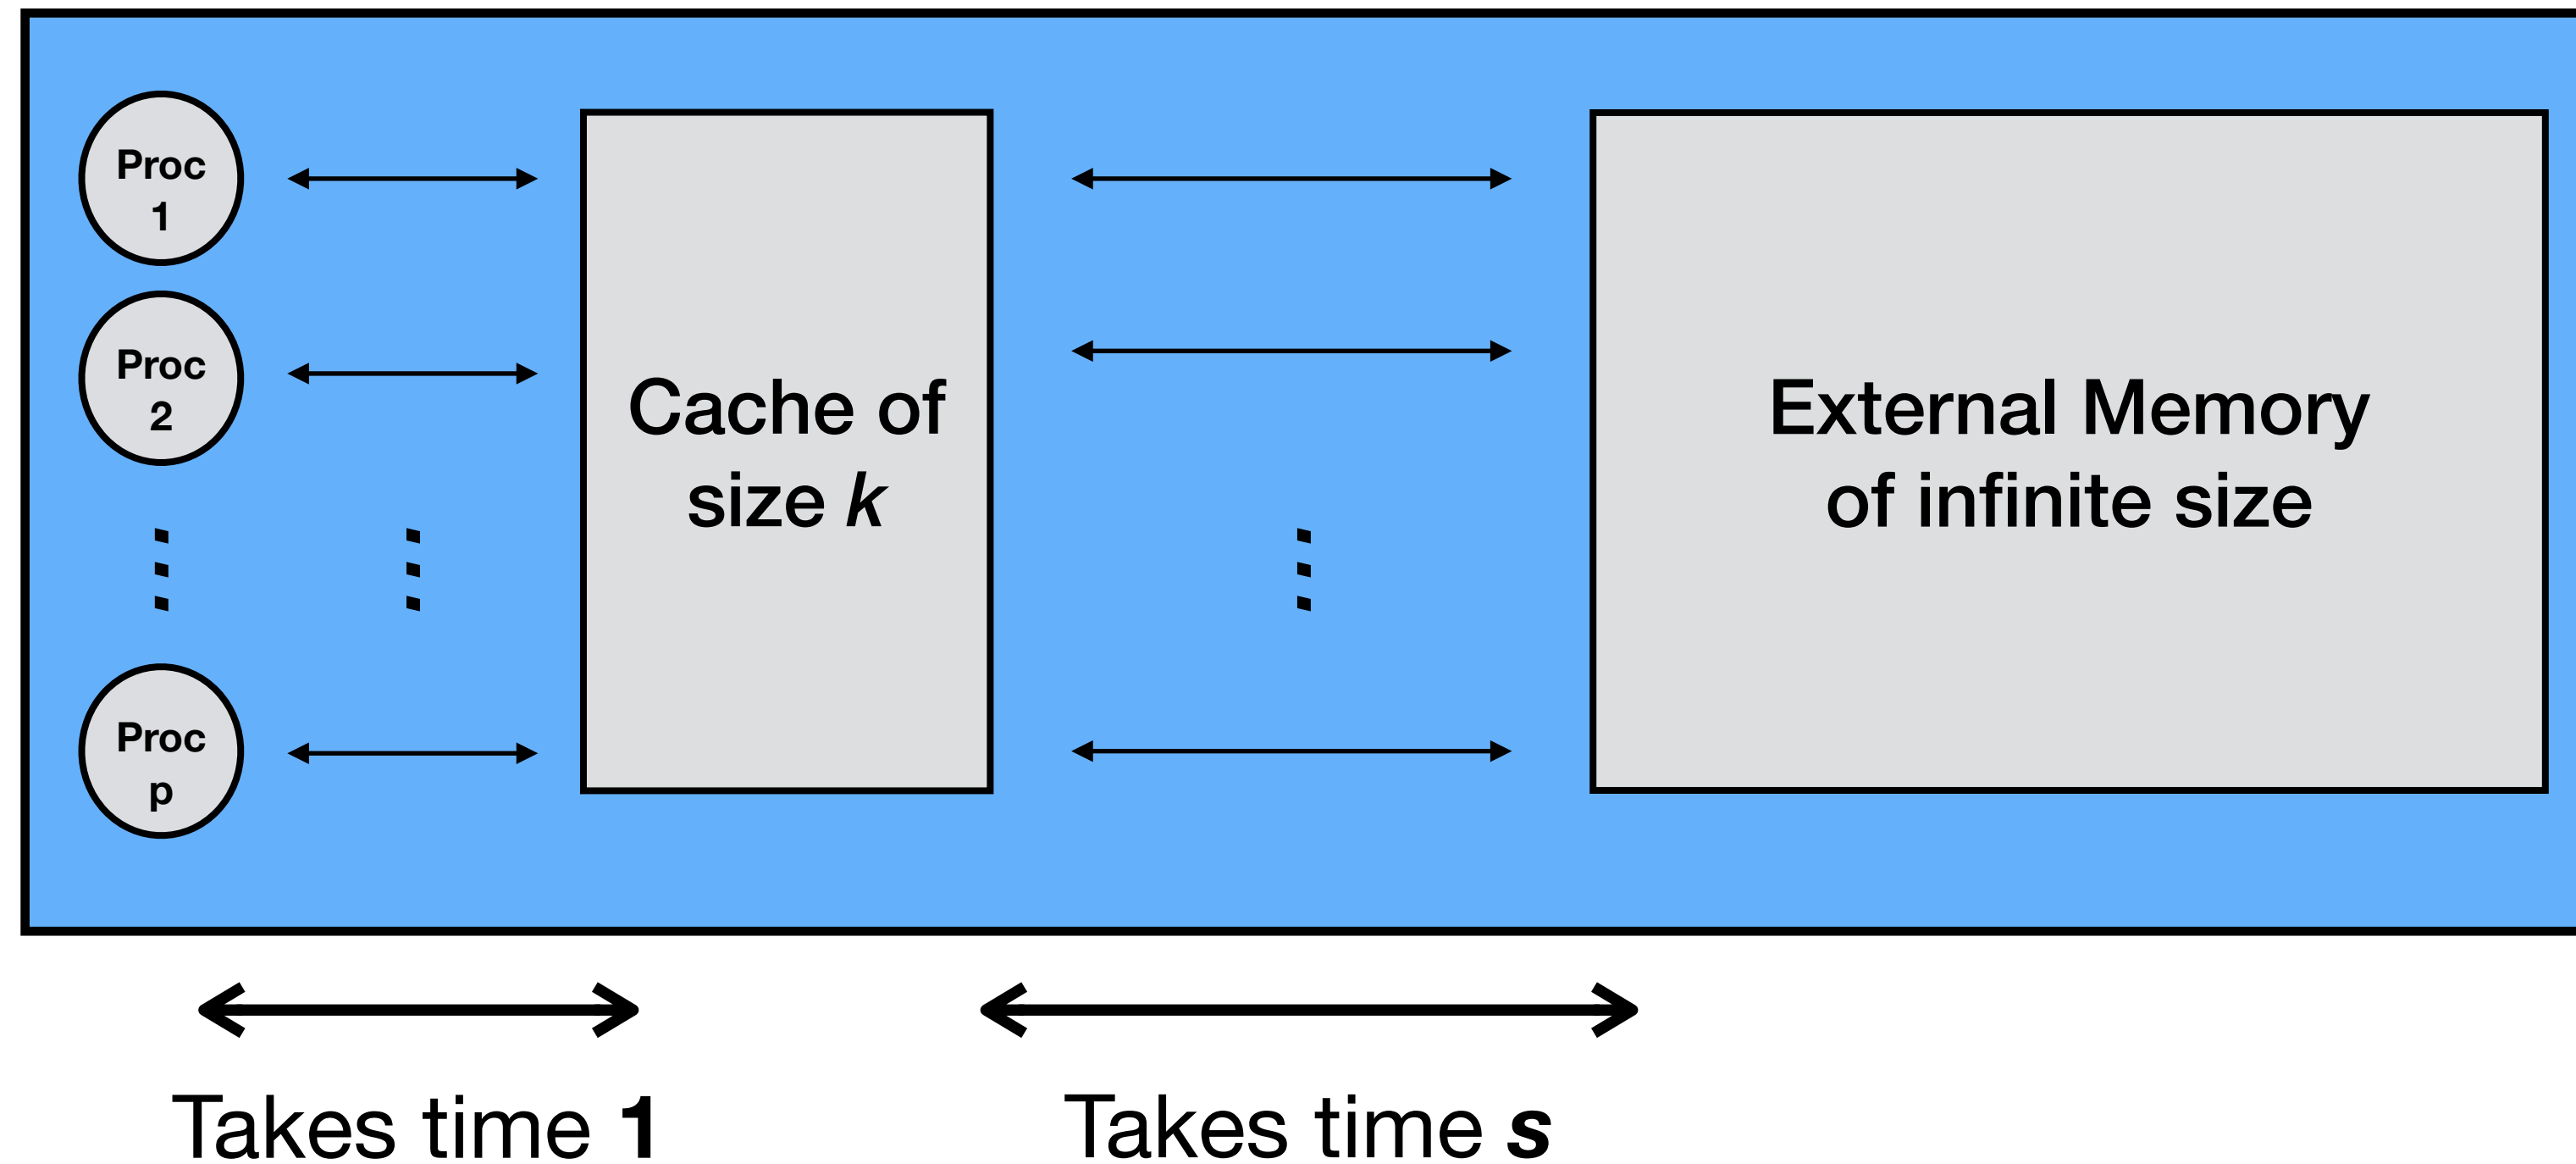 Proc
1
Proc
2
Proc
p
Cache of
size k
External Memory
of infinite size
Takes time 1
Takes time s